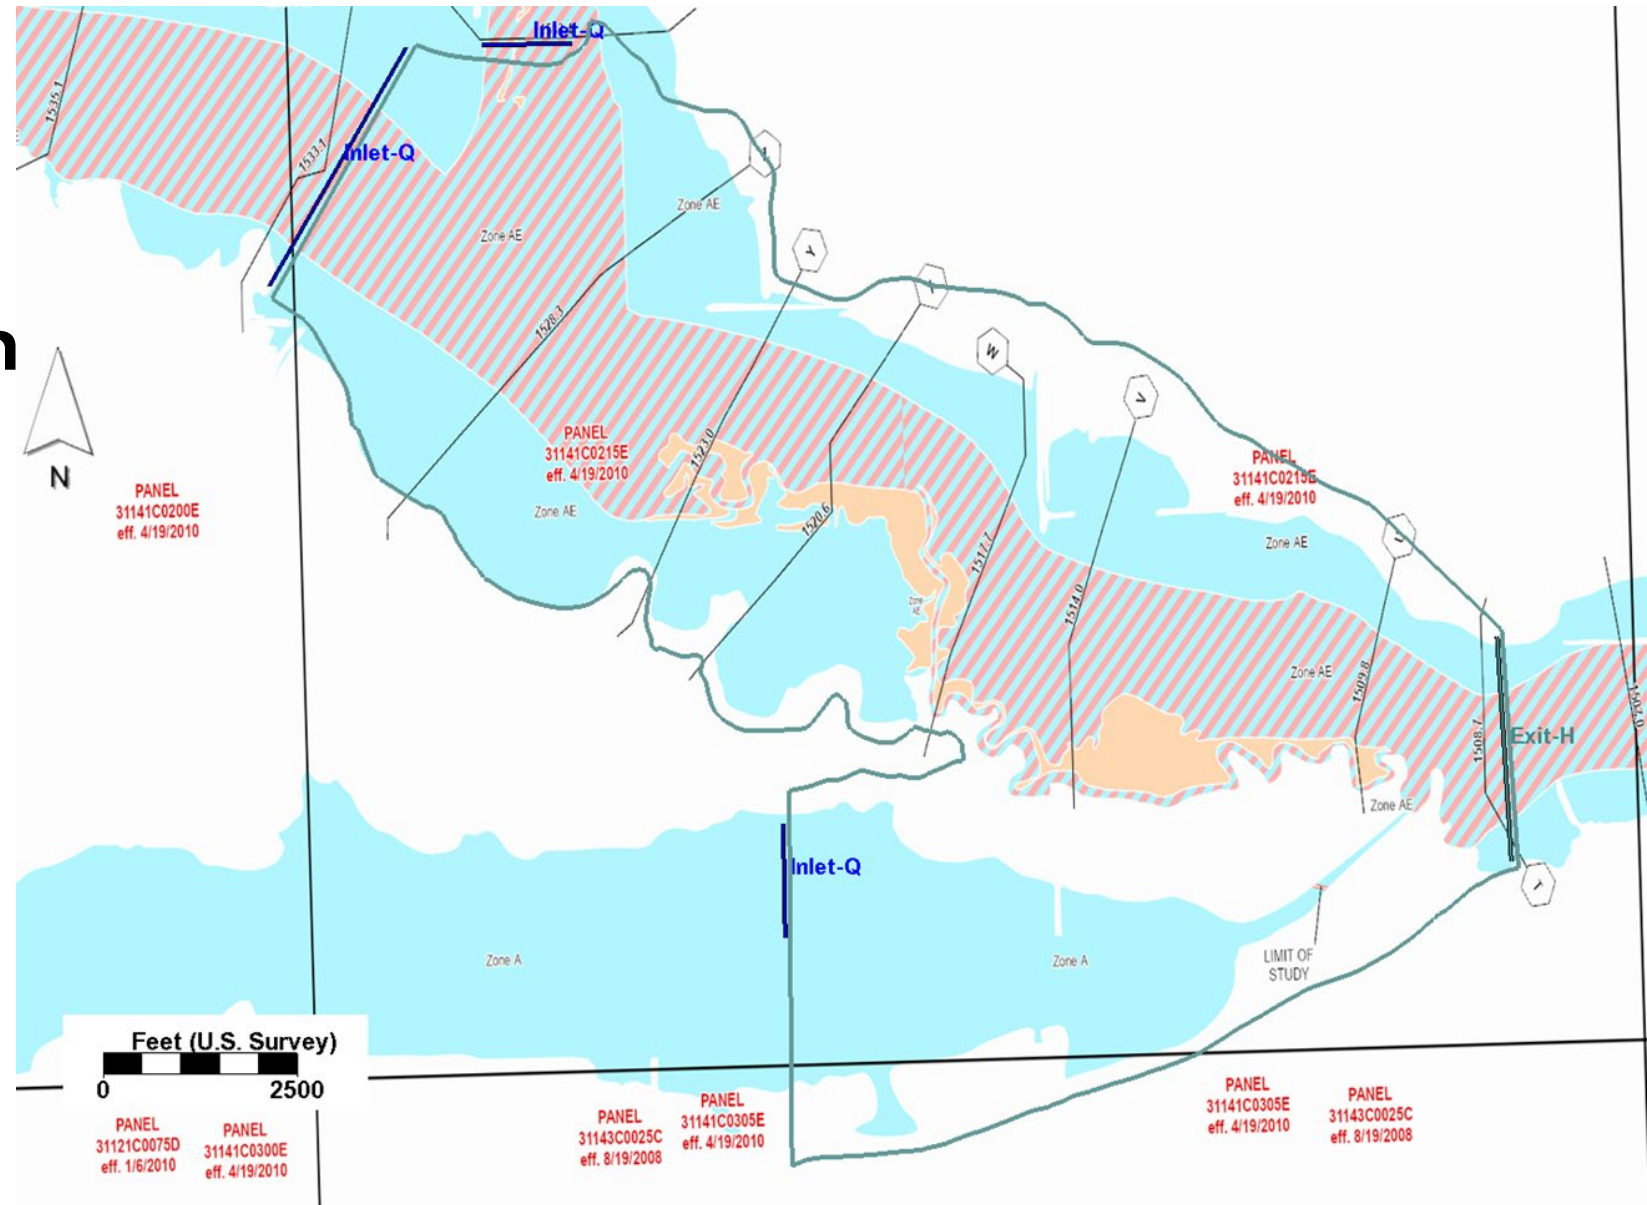 Inlet-Q
1535.1
1533.1
Inlet-Q
Zone AE
Zone AE
Y
1528.3
n
W
V
N
PANEL
31141C0215E
eff. 4/19/2010
1523.0
PANEL
31141C0215E
eff. 4/19/2010
PANEL
31141C0200E
eff. 4/19/2010
Zone AE
1520.6
1517.7
Zone AE
U
Zone
AE
1514.0
Zone AE
1509.8
1507.0
1508.7
Exit-H
Zone AE
Inlet-Q
T
Zone A
Zone A
LIMIT OF
STUDY
Feet (U.S. Survey)
0 2500
PANEL
31121C0075D
eff. 1/6/2010
PANEL
31141C0300E
eff. 4/19/2010
PANEL
31143C0025C
eff. 8/19/2008
PANEL
31141C0305E
eff. 4/19/2010
PANEL
31141C0305E
eff. 4/19/2010
PANEL
31143C0025C
eff. 8/19/2008